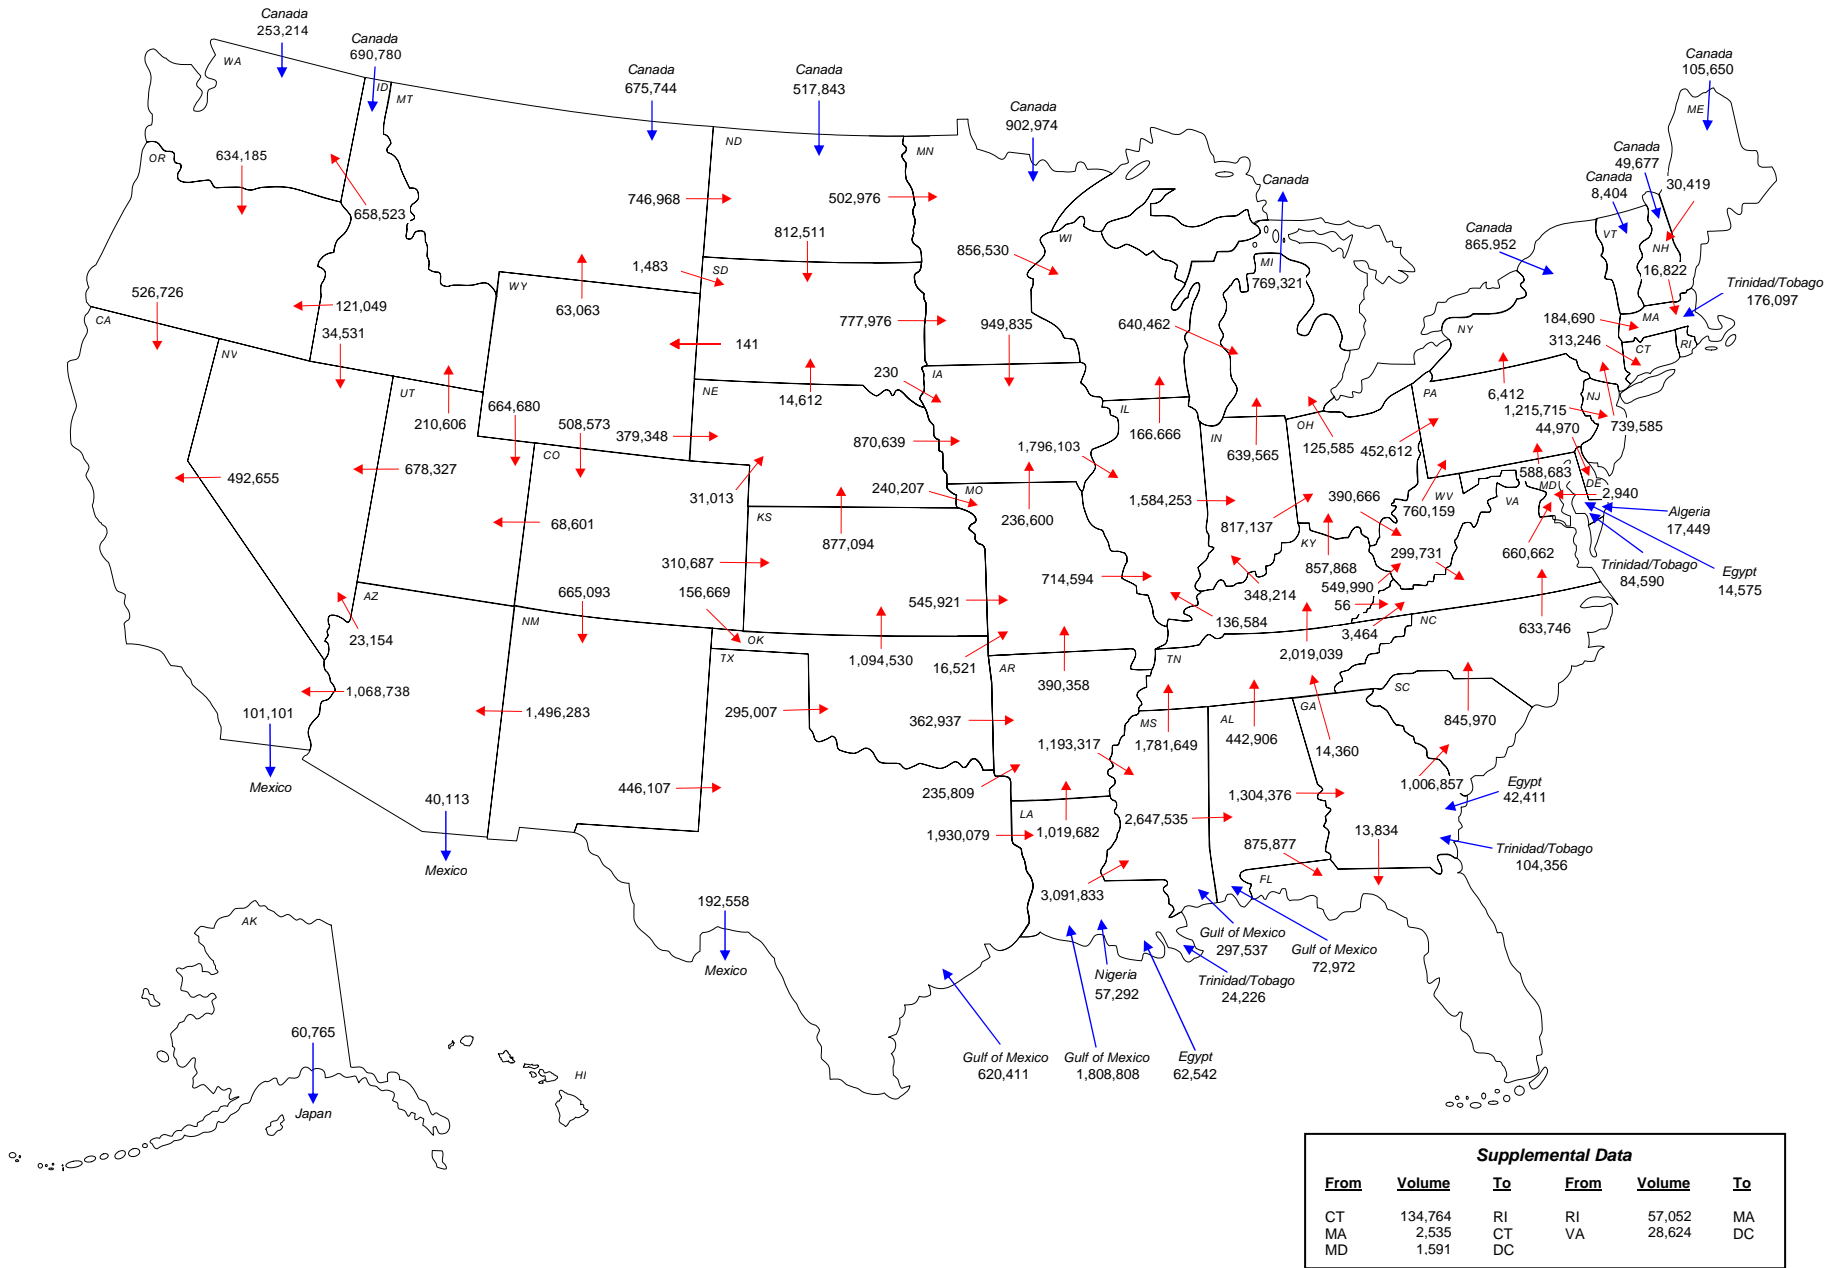 Canada
253,214
Canada
690,780
Canada
675,744
Canada
517,843
Canada
902,974
Canada
105,650
Canada
49,677
Canada
8,404
30,419
Canada
769,321
Canada
865,952
Trinidad/Tobago
176,097
WA
ID
MT
ND
MN
OR
634,185
658,523
746,968
502,976
812,511
856,530
WI
MI
ME
VT
NH
16,822
SD
1,483
WY
63,063
526,726
121,049
34,531
CA
NV
777,976
949,835
640,462
NY
184,690
MA
313,246
CT
RI
141
IA
230
NE
14,612
UT
210,606
664,680
508,573
379,348
CO
870,639
IL
166,666
1,796,103
IN
639,565
OH
125,585
452,612
PA
6,412
1,215,715
NJ
44,970
739,585
492,655
678,327
31,013
240,207
MO
236,600
1,584,253
817,137
390,666
WV
760,159
588,683
MD
DE
2,940
VA
Algeria
17,449
68,601
KS
877,094
310,687
KY
857,868
299,731
660,662
Trinidad/Tobago
84,590
Egypt
14,575
AZ
23,154
665,093
156,669
545,921
714,594
348,214
549,990
56
136,584
3,464
NC
633,746
NM
OK
TX
1,094,530
16,521
AR
390,358
TN
2,019,039
1,068,738
1,496,283
295,007
362,937
SC
845,970
101,101
Mexico
MS
1,781,649
AL
442,906
GA
14,360
1,193,317
1,006,857
Egypt
42,411
40,113
Mexico
446,107
235,809
LA
1,930,079
1,019,682
2,647,535
1,304,376
13,834
Trinidad/Tobago
104,356
875,877
FL
3,091,833
192,558
Mexico
Gulf of Mexico
297,537
Gulf of Mexico
72,972
Nigeria
57,292
Trinidad/Tobago
24,226
Gulf of Mexico
620,411
Gulf of Mexico
1,808,808
Egypt
62,542
AK
60,765
Japan
HI
Supplemental Data
From Volume To From Volume To
CT 134,764 RI RI 57,052 MA
MA 2,535 CT VA 28,624 DC
MD 1,591 DC